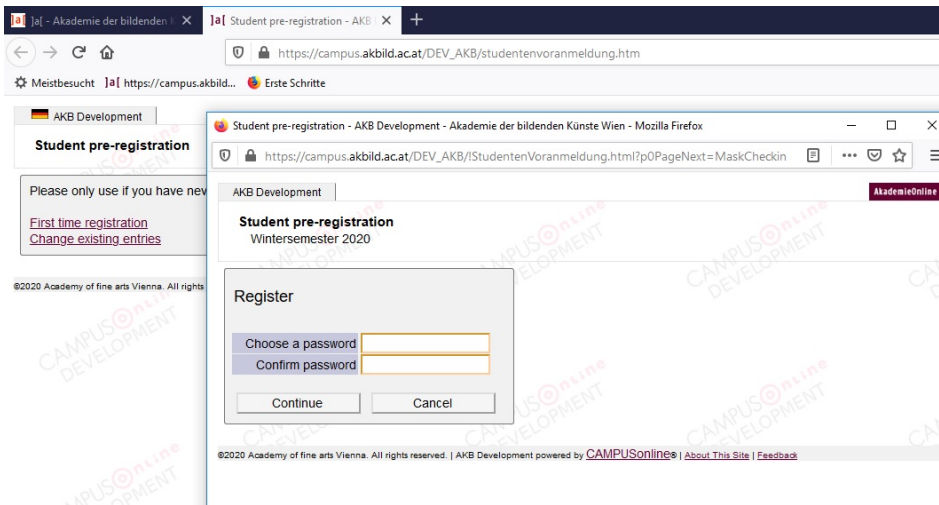 ]a[ ]a[ - Akademie der bildenden K
]a[ Student pre-registration - AKB
https://campus.akbild.ac.at/DEV_AKB/studentenvoranmeldung.htm
Meistbesucht ]a[ https://campus.akbild... Erste Schritte
AKB Development
Student pre-registration
Please only use if you have nev
First time registration
Change existing entries
©2020 Academy of fine arts Vienna. All rights
Student pre-registration - AKB Development - Akademie der bildenden Künste Wien - Mozilla Firefox
https://campus.akbild.ac.at/DEV_AKB/lStudentenVoranmeldung.html?p0PageNext=MaskCheckin
AKB Development
AkademieOnline
Student pre-registration
Wintersemester 2020
Register
Choose a password
Confirm password
Continue Cancel
©2020 Academy of fine arts Vienna. All rights reserved. | AKB Development powered by CAMPUSonline® | About This Site | Feedback
CAMPUSOnline
DEVELOPMENT